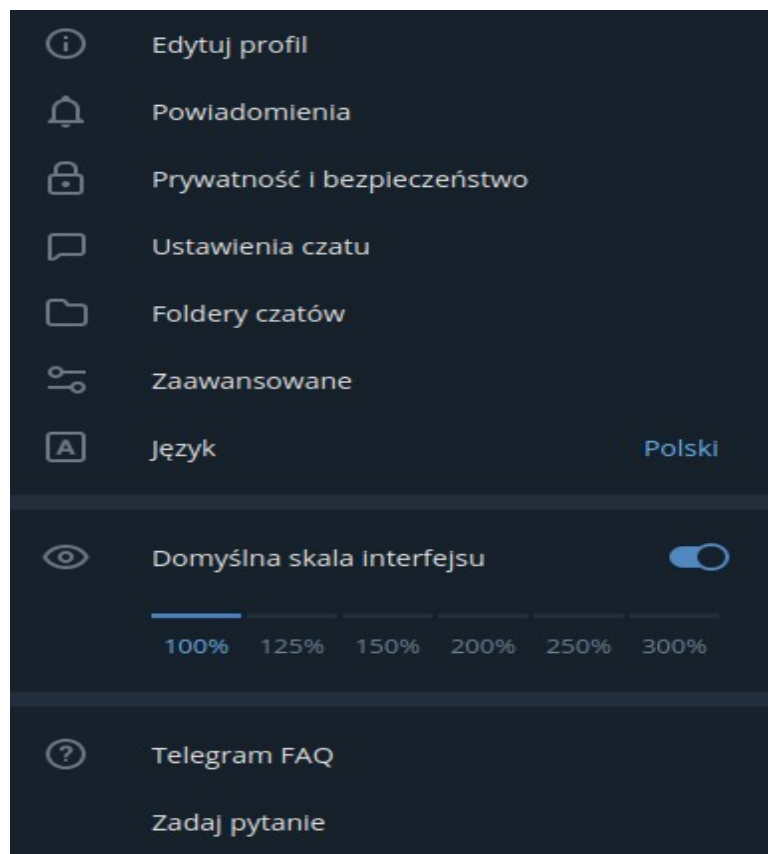 Edytuj profil
Powiadomienia
Prywatność i bezpieczeństwo
Ustawienia czatu
Foldery czatów
Zaawansowane
A Język Polski
Domyślna skala interfejsu
100% 125% 150% 200% 250% 300%
Telegram FAQ
Zadaj pytanie